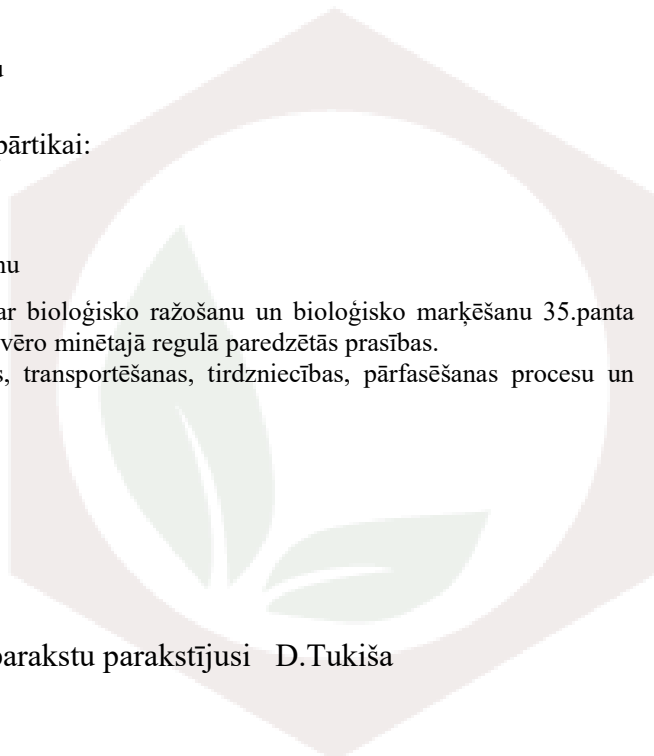 pārtikai:
nu
ar bioloģisko ražošanu un bioloģisko marķēšanu 35.panta
vēro minētajā regulā paredzētās prasības.
s, transportēšanas, tirdzniecības, pārfasēšanas procesu un
parakstu parakstījusi D.Tukiša